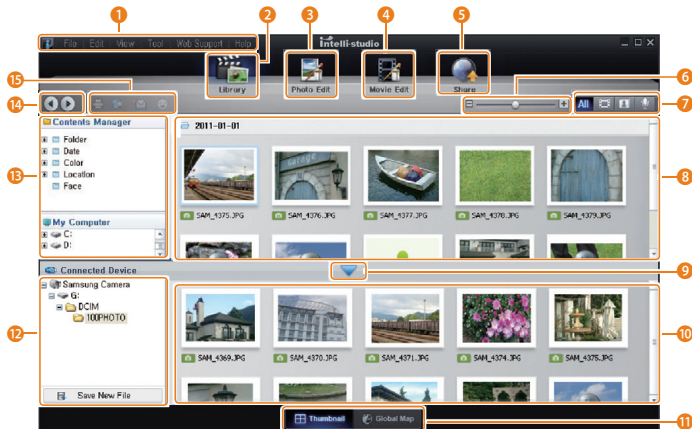 1
2
3
4
5
File Edit View Tool Web Support Help
Intelli-studio
Library
Photo Edit
Movie Edit
Share
6
15
14
All
7
Contents Manager
Folder
Date
Color
Location
Face
13
2011-01-01
SAM_4375.JPG
SAM_4376.JPG
SAM_4377.JPG
SAM_4378.JPG
SAM_4379.JPG
8
My Computer
C:
D:
Connected Device
9
Samsung Camera
G:
DCIM
100PHOTO
12
SAM_4369.JPG
SAM_4370.JPG
SAM_4371.JPG
SAM_4374.JPG
SAM_4375.JPG
10
Save New File
Thumbnail
Global Map
11